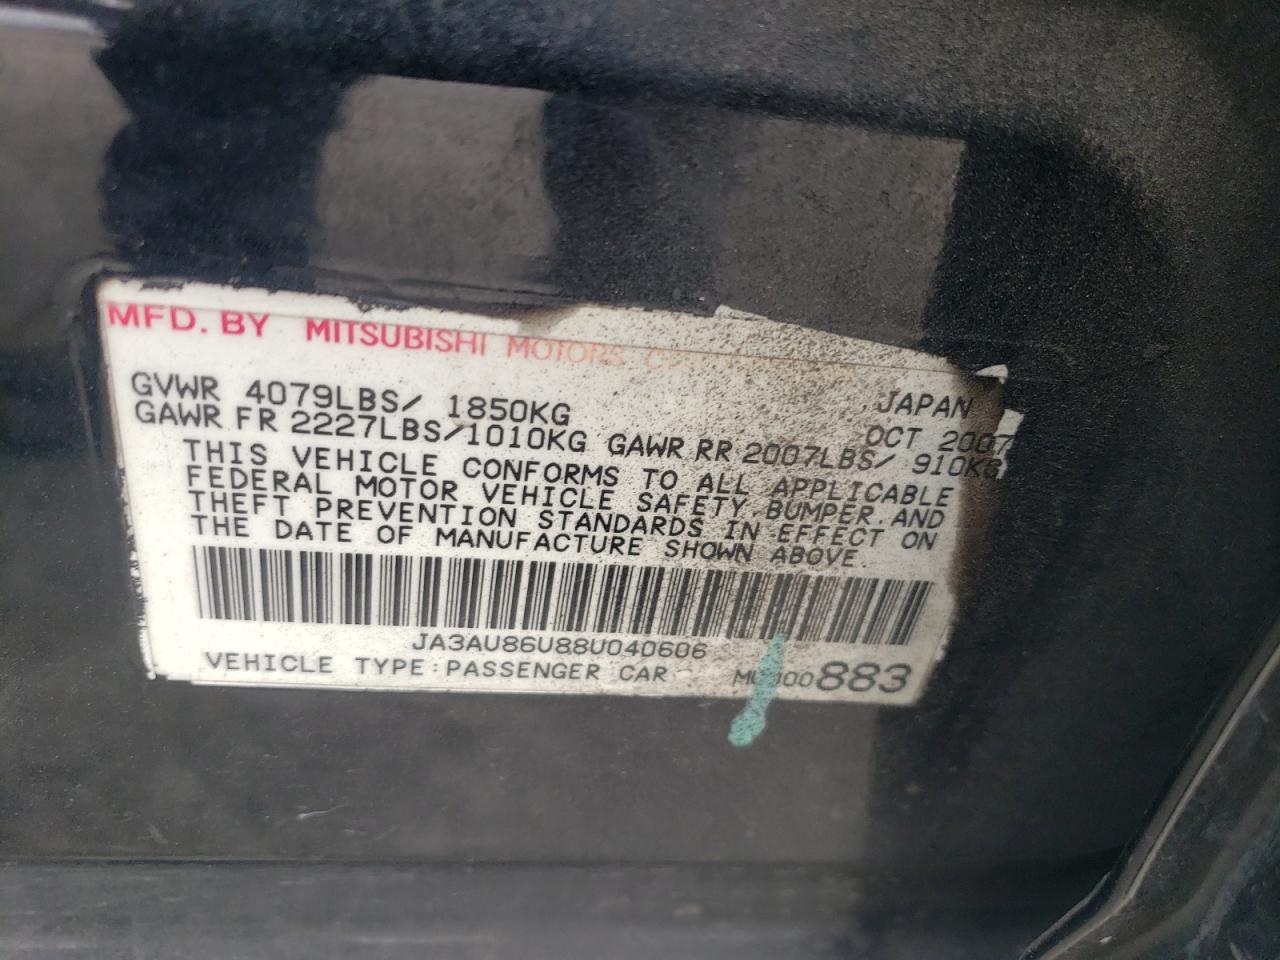 MFD. BY MITSUBISHI MOTORS
JAPAN
GVWR 4079LBS/ 1850KG OCT 2007
GAWR FR 2227LBS/1010KG GAWR RR 2007LBS/ 910KG
THIS VEHICLE CONFORMS TO ALL APPLICABLE
FEDERAL MOTOR VEHICLE SAFETY, BUMPER, AND
THEFT PREVENTION STANDARDS IN EFFECT ON
THE DATE OF MANUFACTURE SHOWN ABOVE.
JA3AU86U88U040606
VEHICLE TYPE:PASSENGER CAR 883